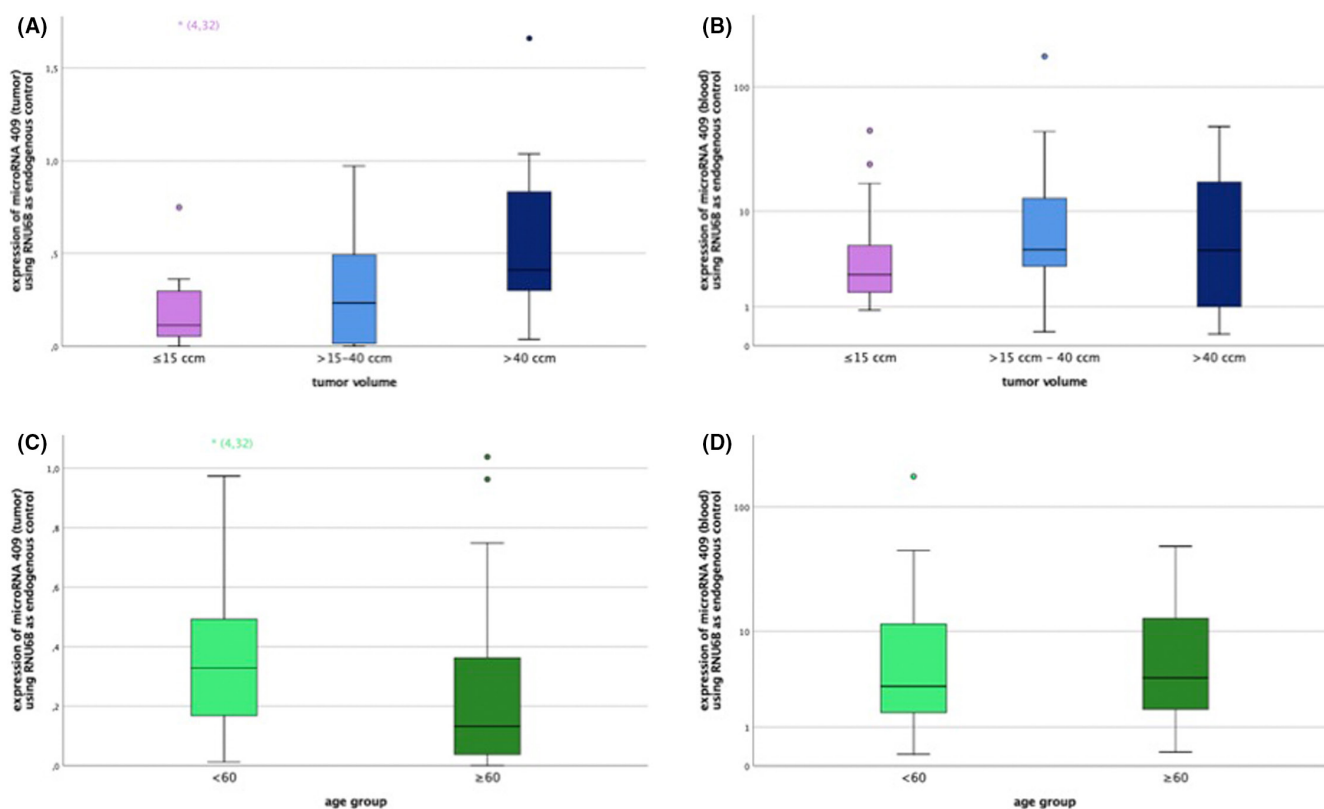 (A)
* (4,32)
expression of microRNA 409 (tumor)
using RNU6B as endogenous control
1,5
1,0
,5
,0
≤15 ccm
>15-40 ccm
>40 ccm
tumor volume
(B)
expression of microRNA 409 (blood)
using RNU6B as endogenous control
100
10
1
0
≤15 ccm
>15 ccm - 40 ccm
>40 ccm
tumor volume
(C)
* (4,32)
expression of microRNA 409 (tumor)
using RNU6B as endogenous control
1,0
,8
,6
,4
,2
,0
<60
≥60
age group
(D)
expression of microRNA 409 (blood)
using RNU6B as endogenous control
100
10
1
0
<60
≥60
age group